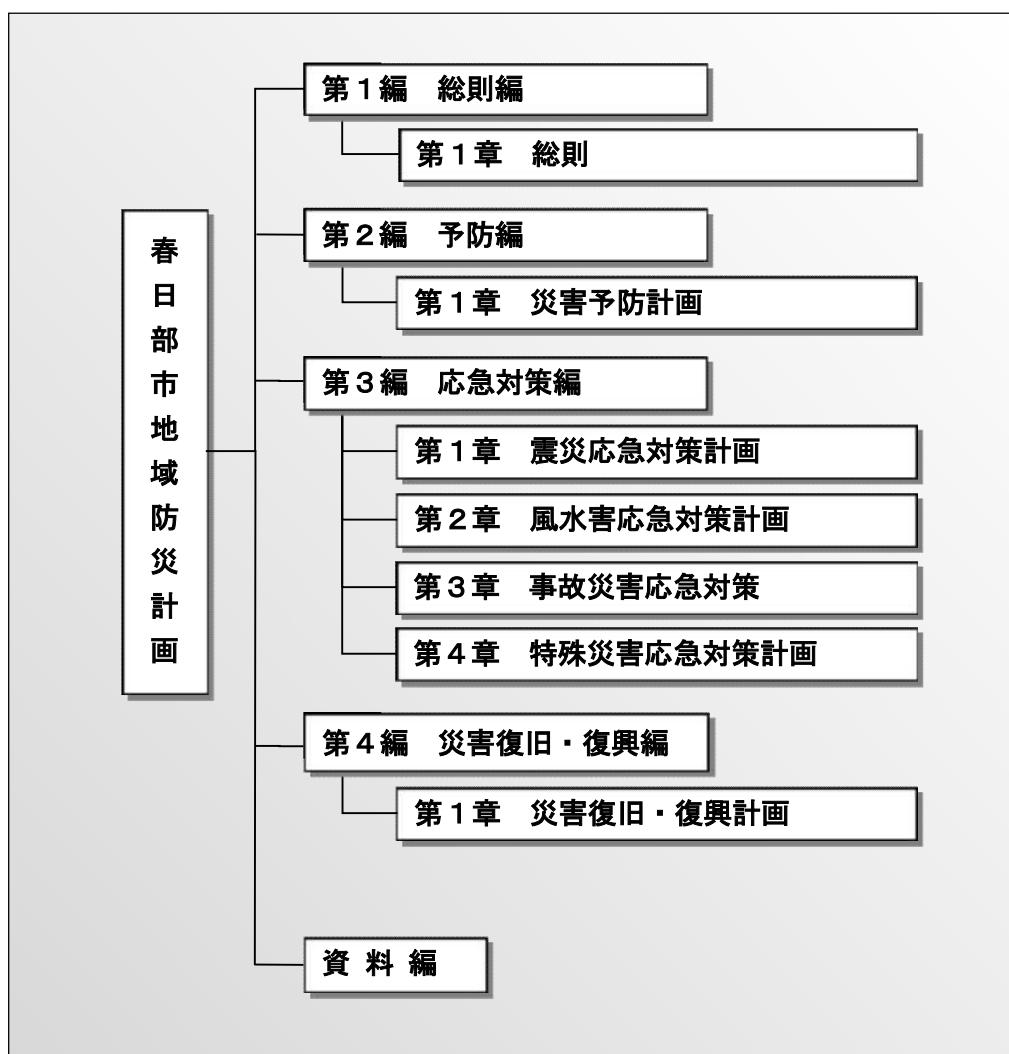 春日部市地域防災計画
第１編　総則編
第１章　総則
第２編　予防編
第１章　災害予防計画
第３編　応急対策編
第１章　震災応急対策計画
第２章　風水害応急対策計画
第３章　事故災害応急対策
第４章　特殊災害応急対策計画
第４編　災害復旧・復興編
第１章　災害復旧・復興計画
資 料 編